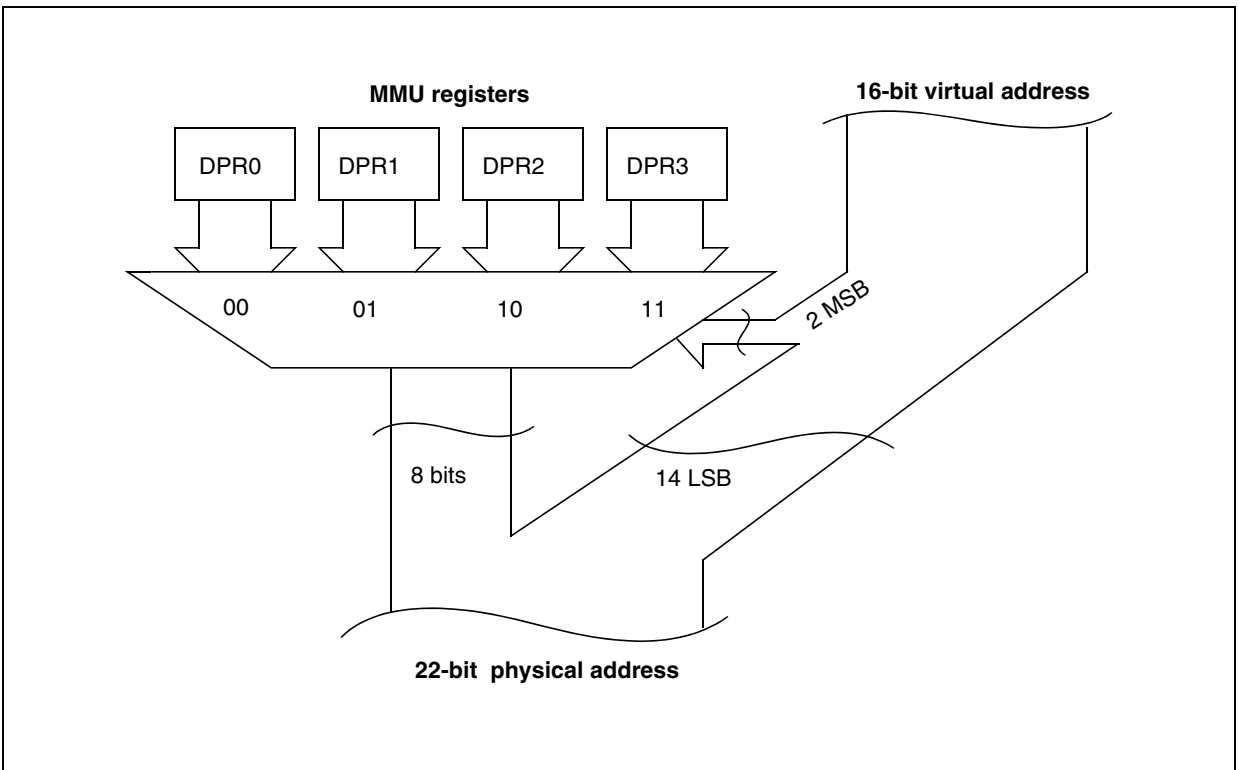 MMU registers
16-bit virtual address
DPR0
DPR1
DPR2
DPR3
00
01
10
11
2 MSB
8 bits
14 LSB
22-bit physical address